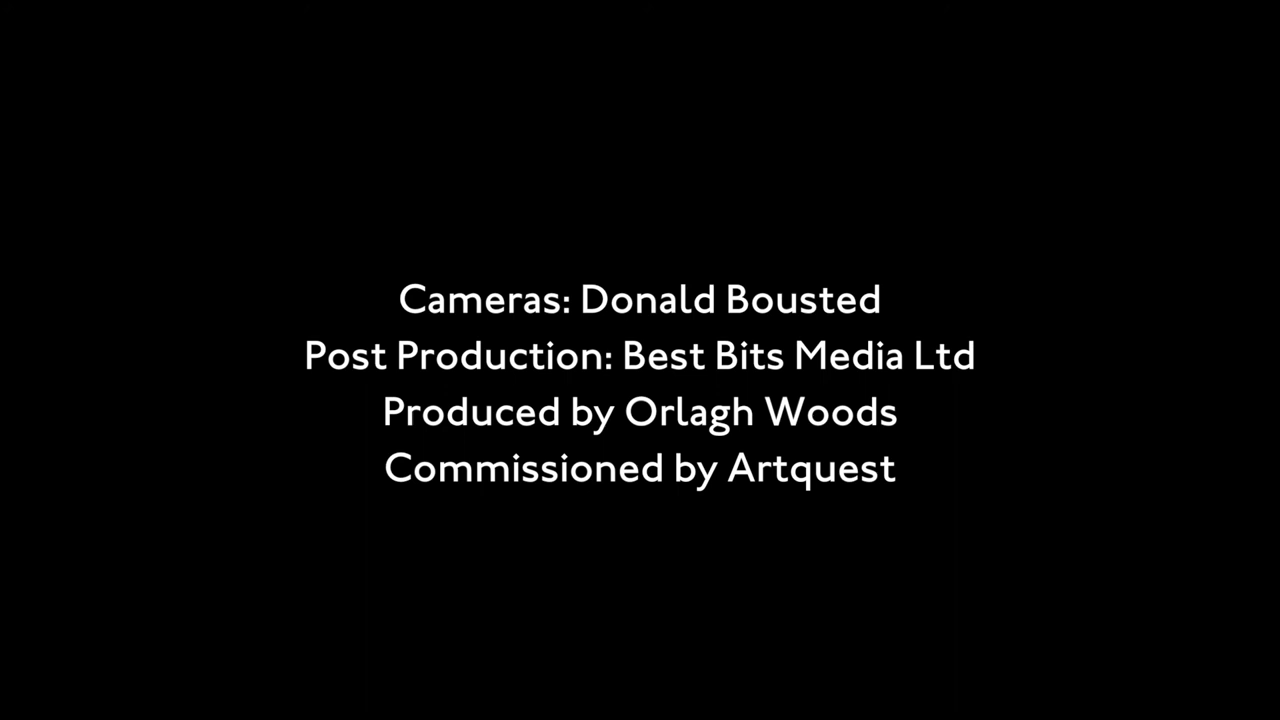 Cameras: Donald Bousted
Post Production: Best Bits Media Ltd
Produced by Orlagh Woods
Commissioned by Artquest